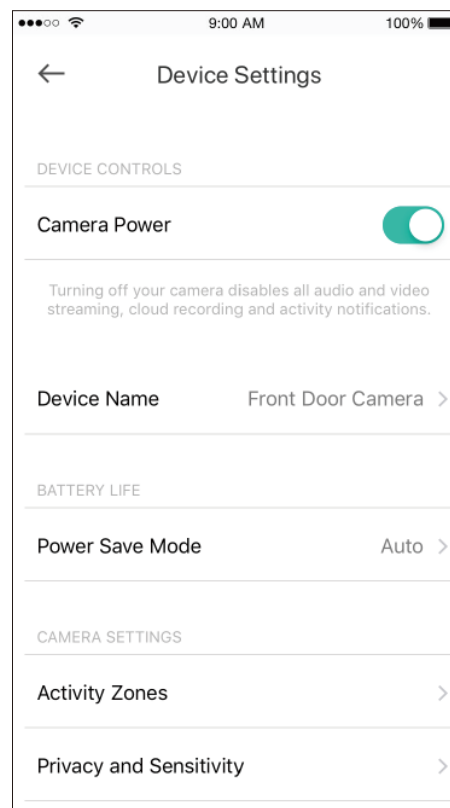 9:00 AM 100%
Device Settings
DEVICE CONTROLS
Camera Power
Turning off your camera disables all audio and video
streaming, cloud recording and activity notifications.
Device Name Front Door Camera
BATTERY LIFE
Power Save Mode Auto
CAMERA SETTINGS
Activity Zones
Privacy and Sensitivity